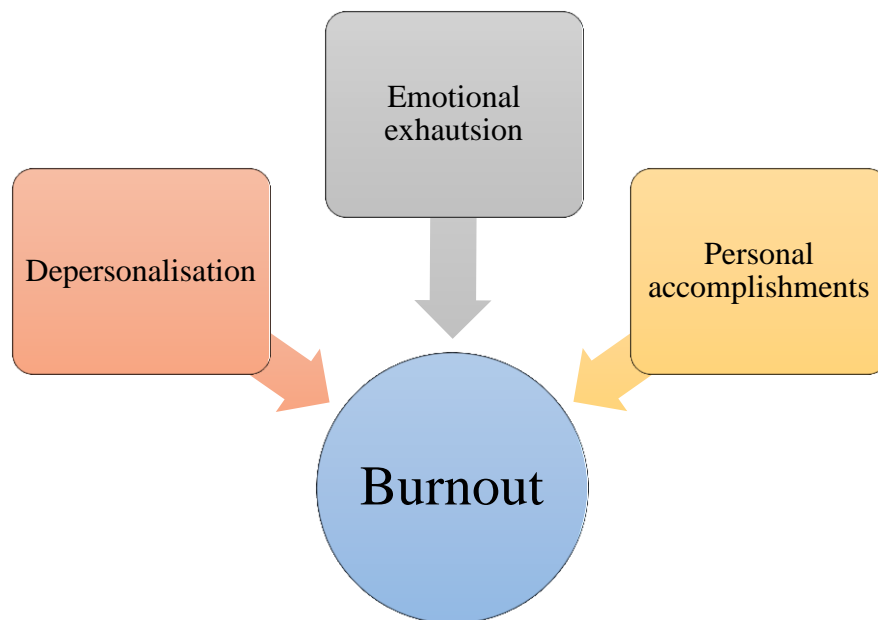 Emotional
exhautsion
Depersonalisation
Personal
accomplishments
Burnout